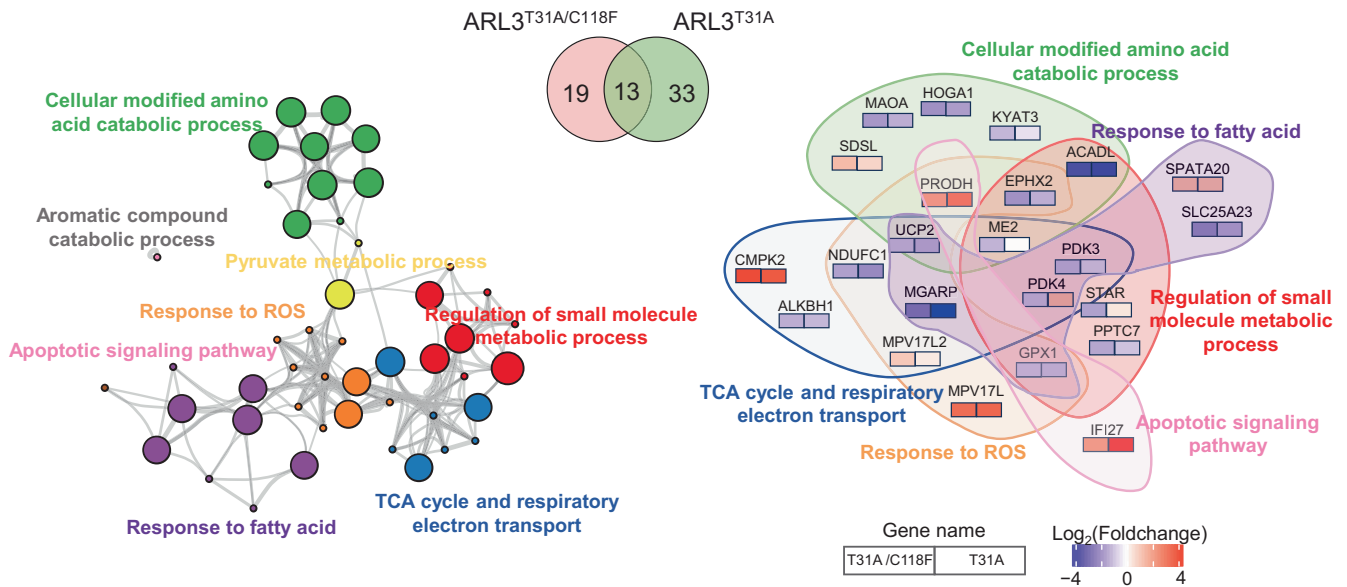 ARL3T31A/C118F
ARL3T31A
19
13
33
Cellular modified amino
acid catabolic process
Aromatic compound
catabolic process
Pyruvate metabolic process
Response to ROS
Regulation of small molecule
metabolic process
Apoptotic signaling pathway
TCA cycle and respiratory
electron transport
Response to fatty acid
Cellular modified amino acid
catabolic process
MAOA
HOGA1
KYAT3
Response to fatty acid
SDSL
ACADL
SPATA20
PRODH
EPHX2
SLC25A23
UCP2
ME2
CMPK2
NDUFC1
PDK3
ALKBH1
MGARP
PDK4
STAR
Regulation of small
molecule metabolic
process
PPTC7
MPV17L2
GPX1
TCA cycle and respiratory
electron transport
MPV17L
Apoptotic signaling
pathway
IFI27
Response to ROS
Gene name
T31A /C118F
T31A
Log2(Foldchange)
−4
0
4